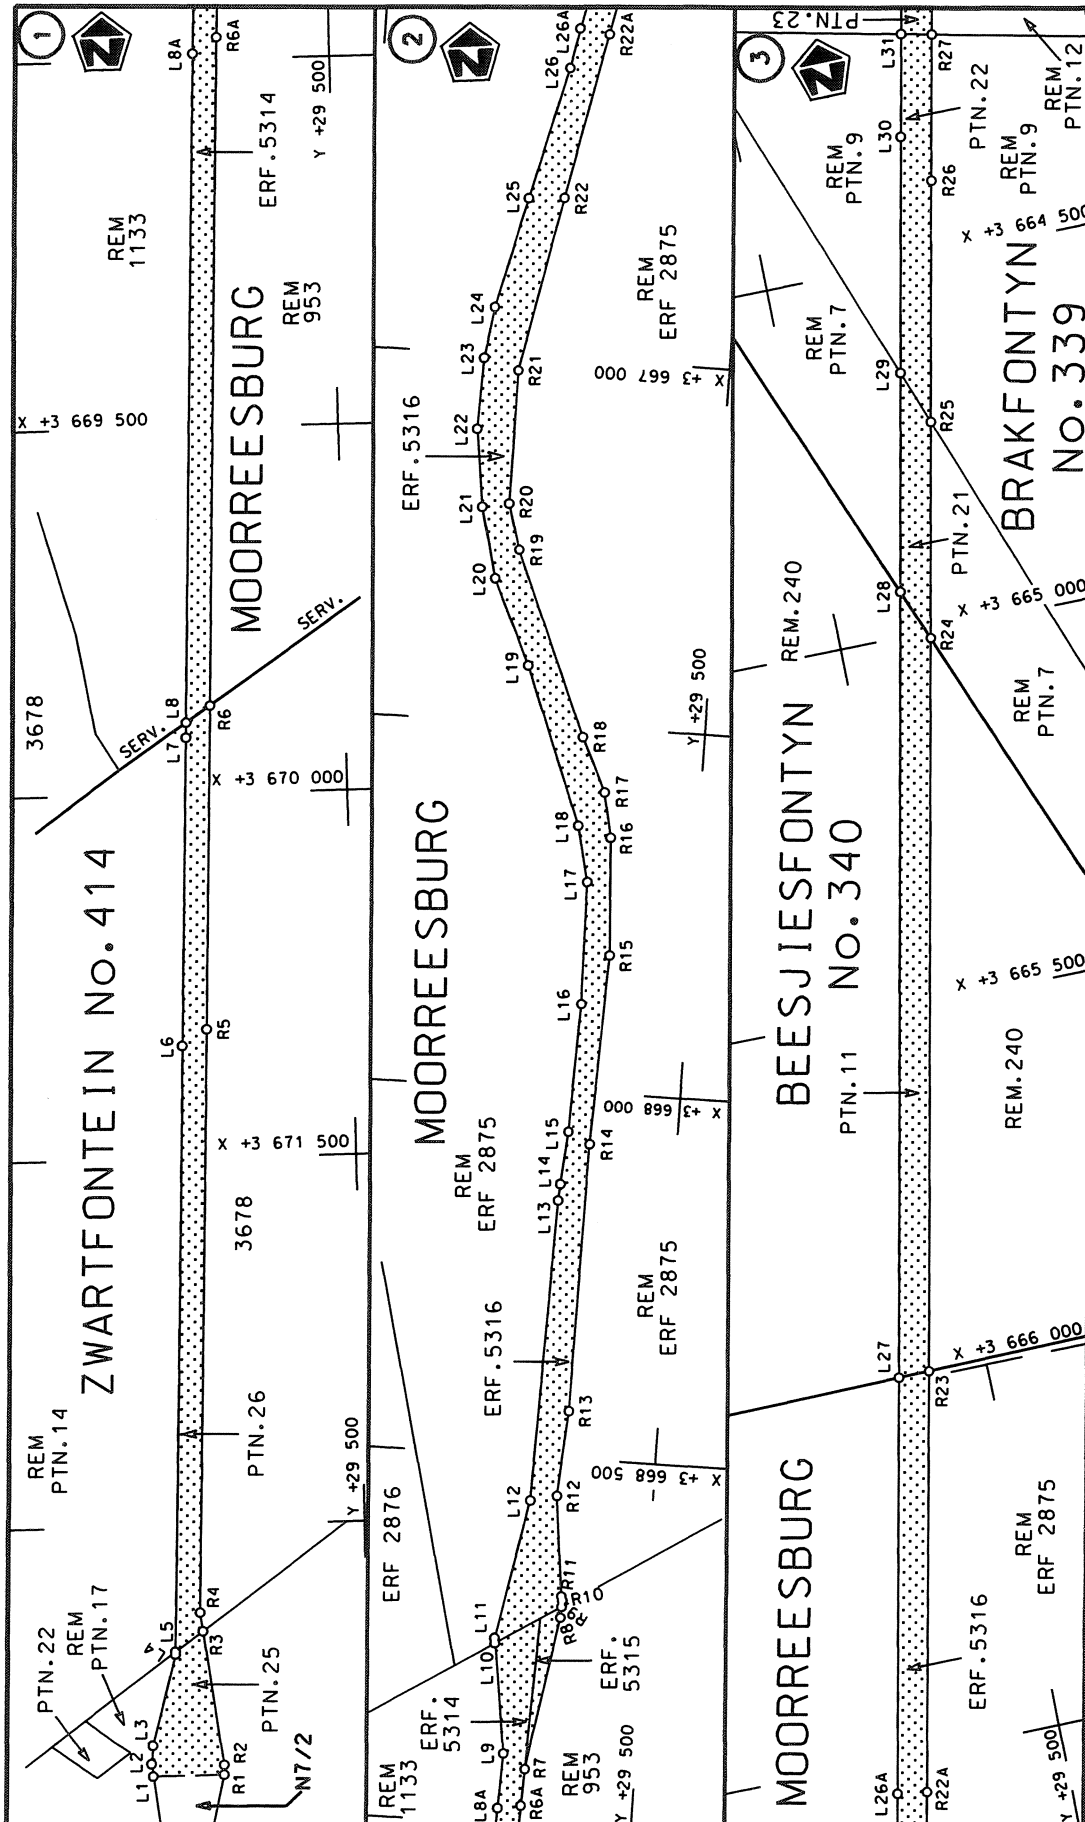 1
N
L8A
R6A
ERF.5314
Y +29 500
REM
1133
MOORREESBURG
REM
953
X +3 669 500
SERV.
SERV.
3678
L8
L7
R6
X +3 670 000
ZWARTFONTEIN No.414
L6
R5
X +3 671 500
3678
REM
PTN.14
PTN.26
Y +29 500
PTN.22
REM
PTN.17
L5
R4
R3
L3
L2
L1
R2
R1
PTN.25
N7/2
2
N
L26A
R22A
L26
L25
R22
L24
REM
ERF 2875
L23
R21
X +3 667 000
L22
ERF.5316
L21
R20
R19
L20
L19
Y +29 500
R18
R17
L18
R16
L17
MOORREESBURG
R15
L16
X +3 668 000
L15
R14
L14
L13
REM
ERF 2875
REM
ERF 2875
ERF.5316
R13
X +3 668 500
L12
R12
ERF 2876
R11
R10
R9
R8
L11
L10
ERF.
5315
ERF.
5314
L9
R7
REM
1133
REM
953
L8A
R6A
Y +29 500
3
N
PTN.23
L31
R27
REM
PTN.12
PTN.22
L30
REM
PTN.9
R26
REM
PTN.9
X +3 664 500
BRAKFONTYN
No.339
REM
PTN.7
L29
R25
PTN.21
L28
X +3 665 000
R24
REM.240
REM
PTN.7
BEESJIESFONTYN
No.340
X +3 665 500
PTN.11
REM.240
L27
R23
X +3 666 000
MOORREESBURG
REM
ERF 2875
ERF.5316
L26A
R22A
Y +29 500